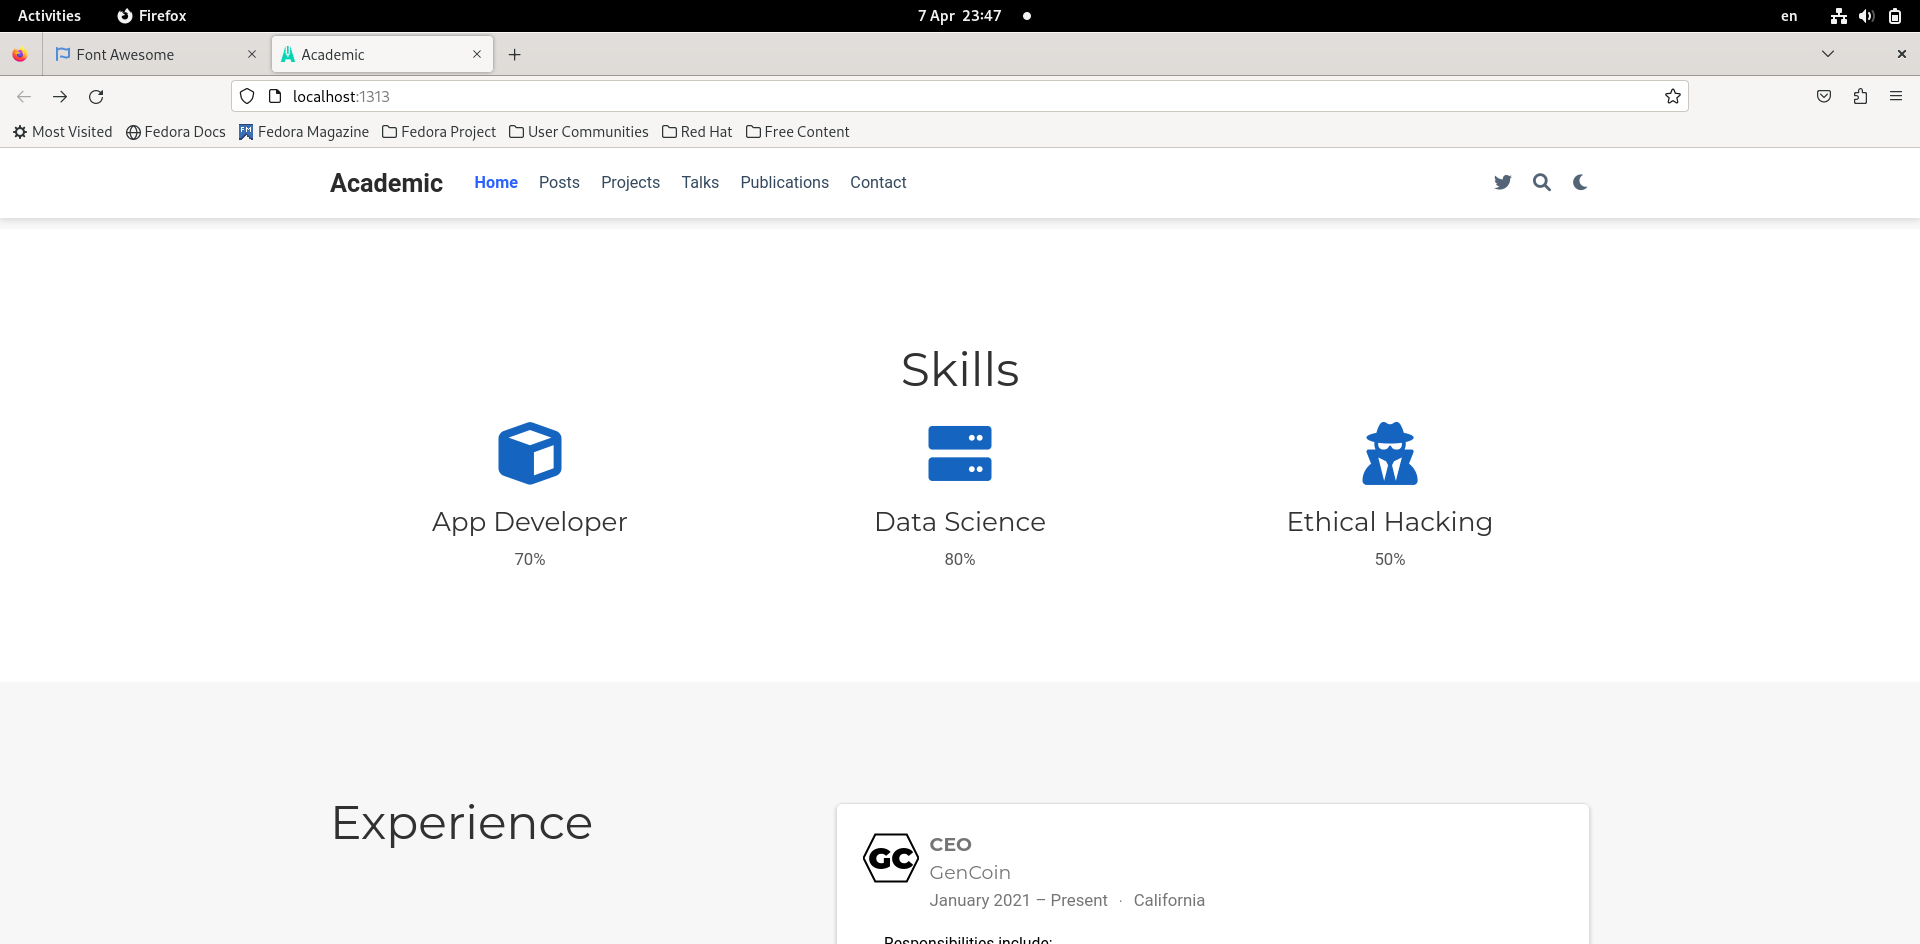 Activities Firefox 7 Apr 23:47 en
Font Awesome Academic
localhost:1313
Most Visited Fedora Docs Fedora Magazine Fedora Project User Communities Red Hat Free Content
Academic Home Posts Projects Talks Publications Contact
Skills
App Developer Data Science Ethical Hacking
70% 80% 50%
Experience
GC
CEO
GenCoin
January 2021 – Present · California
Responsibilities include: